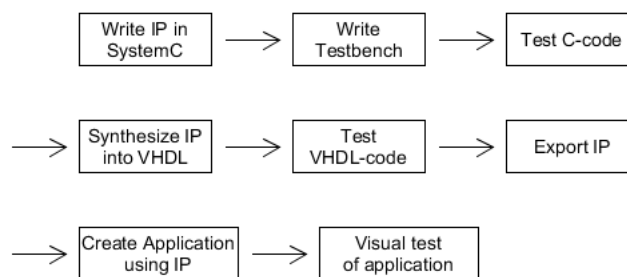 Write IP in
SystemC
Write
Testbench
Test C-code
Synthesize IP
into VHDL
Test
VHDL-code
Export IP
Create Application
using IP
Visual test
of application